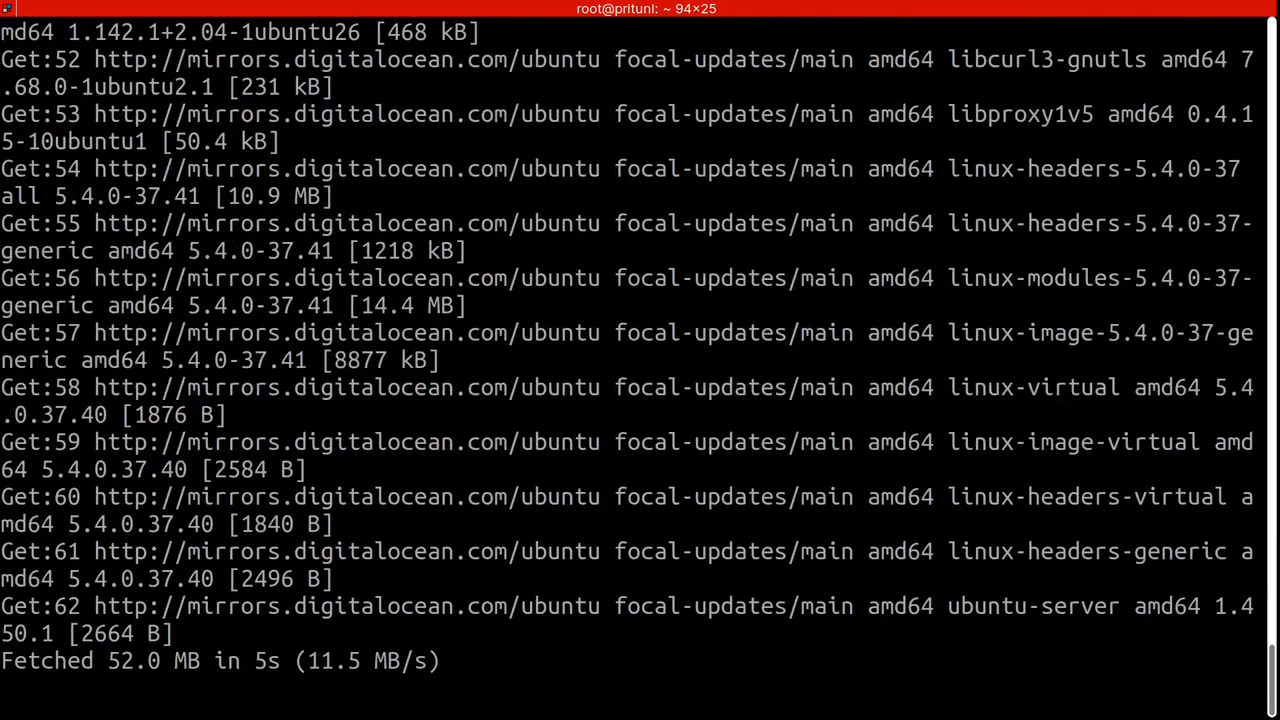 root@pritunl: ~ 94×25
md64 1.142.1+2.04-1ubuntu26 [468 kB]
Get:52 http://mirrors.digitalocean.com/ubuntu focal-updates/main amd64 libcurl3-gnutls amd64 7
.68.0-1ubuntu2.1 [231 kB]
Get:53 http://mirrors.digitalocean.com/ubuntu focal-updates/main amd64 libproxy1v5 amd64 0.4.1
5-10ubuntu1 [50.4 kB]
Get:54 http://mirrors.digitalocean.com/ubuntu focal-updates/main amd64 linux-headers-5.4.0-37
all 5.4.0-37.41 [10.9 MB]
Get:55 http://mirrors.digitalocean.com/ubuntu focal-updates/main amd64 linux-headers-5.4.0-37-
generic amd64 5.4.0-37.41 [1218 kB]
Get:56 http://mirrors.digitalocean.com/ubuntu focal-updates/main amd64 linux-modules-5.4.0-37-
generic amd64 5.4.0-37.41 [14.4 MB]
Get:57 http://mirrors.digitalocean.com/ubuntu focal-updates/main amd64 linux-image-5.4.0-37-ge
neric amd64 5.4.0-37.41 [8877 kB]
Get:58 http://mirrors.digitalocean.com/ubuntu focal-updates/main amd64 linux-virtual amd64 5.4
.0.37.40 [1876 B]
Get:59 http://mirrors.digitalocean.com/ubuntu focal-updates/main amd64 linux-image-virtual amd
64 5.4.0.37.40 [2584 B]
Get:60 http://mirrors.digitalocean.com/ubuntu focal-updates/main amd64 linux-headers-virtual a
md64 5.4.0.37.40 [1840 B]
Get:61 http://mirrors.digitalocean.com/ubuntu focal-updates/main amd64 linux-headers-generic a
md64 5.4.0.37.40 [2496 B]
Get:62 http://mirrors.digitalocean.com/ubuntu focal-updates/main amd64 ubuntu-server amd64 1.4
50.1 [2664 B]
Fetched 52.0 MB in 5s (11.5 MB/s)